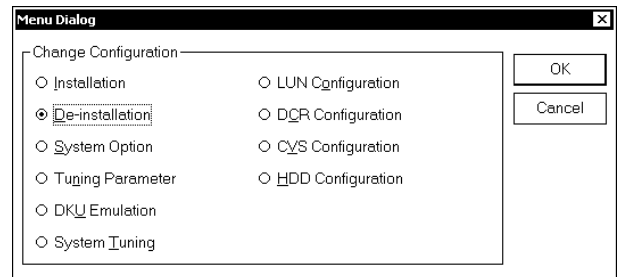 Menu Dialog
Change Configuration
Installation
De-installation
System Option
Tuning Parameter
DKU Emulation
System Tuning
LUN Configuration
DCR Configuration
CVS Configuration
HDD Configuration
OK
Cancel